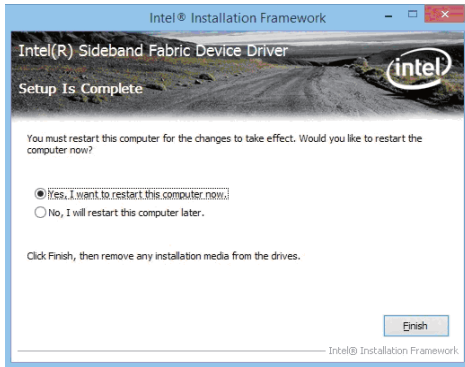 Intel® Installation Framework
Intel(R) Sideband Fabric Device Driver
intel
Setup Is Complete
You must restart this computer for the changes to take effect. Would you like to restart the
computer now?
Yes, I want to restart this computer now.
No, I will restart this computer later.
Click Finish, then remove any installation media from the drives.
Finish
Intel® Installation Framework